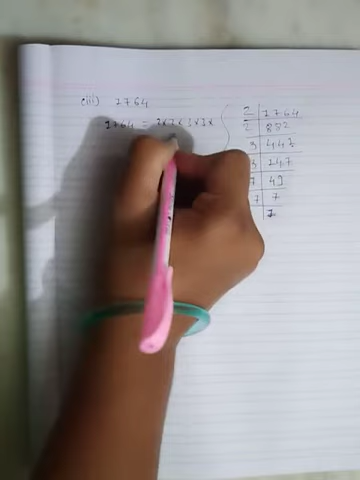 (iii) 1764
1764 = 2×2×3×3×
2 | 1764
2 | 882
3 | 441
3 | 147
7 | 49
7 | 7
1